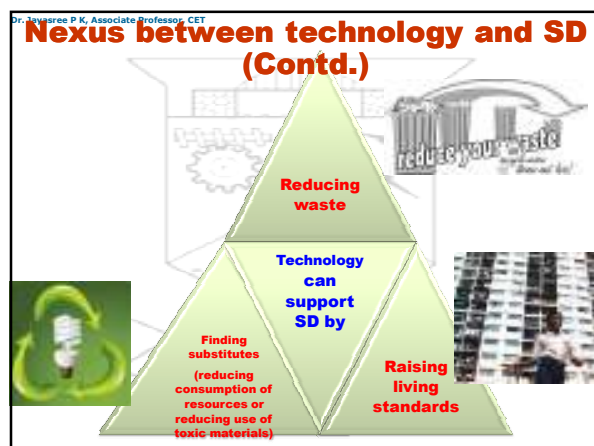 Dr. Jayasree P K, Associate Professor, CET
Nexus between technology and SD
(Contd.)
reduce your waste!
Reducing
waste
Technology
can
support
SD by
Finding
substitutes
(reducing
consumption of
resources or
reducing use of
toxic materials)
Raising
living
standards